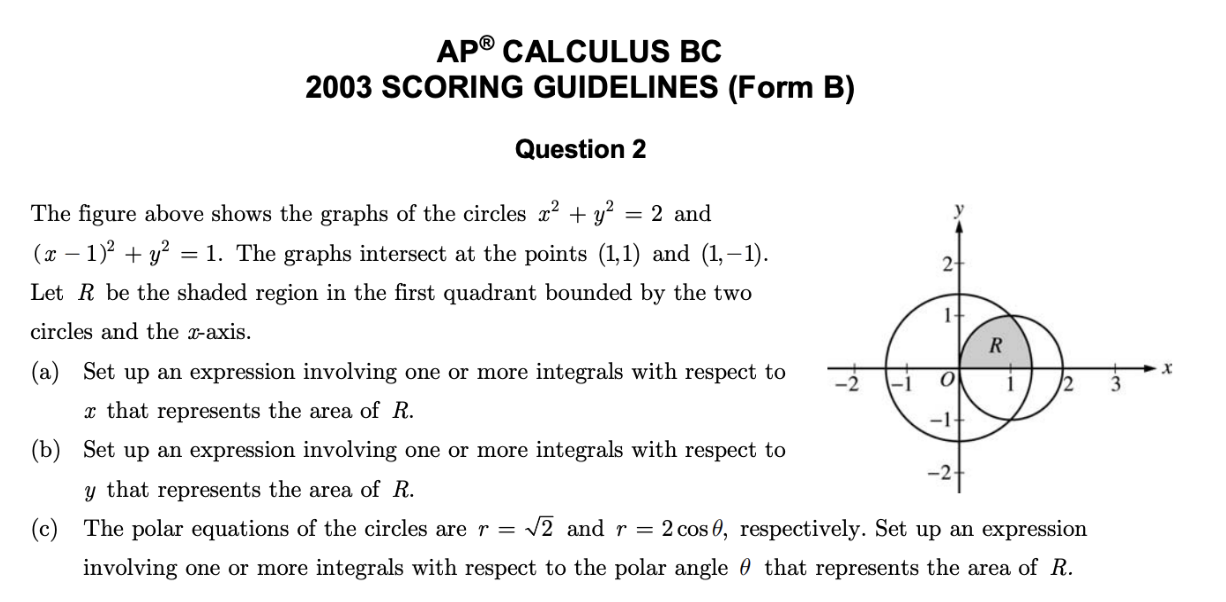 AP® CALCULUS BC
2003 SCORING GUIDELINES (Form B)
Question 2
The figure above shows the graphs of the circles x² + y² = 2 and
(x − 1)² + y² = 1. The graphs intersect at the points (1,1) and (1,−1).
Let R be the shaded region in the first quadrant bounded by the two
circles and the x-axis.
(a) Set up an expression involving one or more integrals with respect to
x that represents the area of R.
(b) Set up an expression involving one or more integrals with respect to
y that represents the area of R.
(c) The polar equations of the circles are r = √2 and r = 2 cos θ, respectively. Set up an expression
involving one or more integrals with respect to the polar angle θ that represents the area of R.
y
2
1
R
x
−2
−1
O
1
2
3
−1
−2